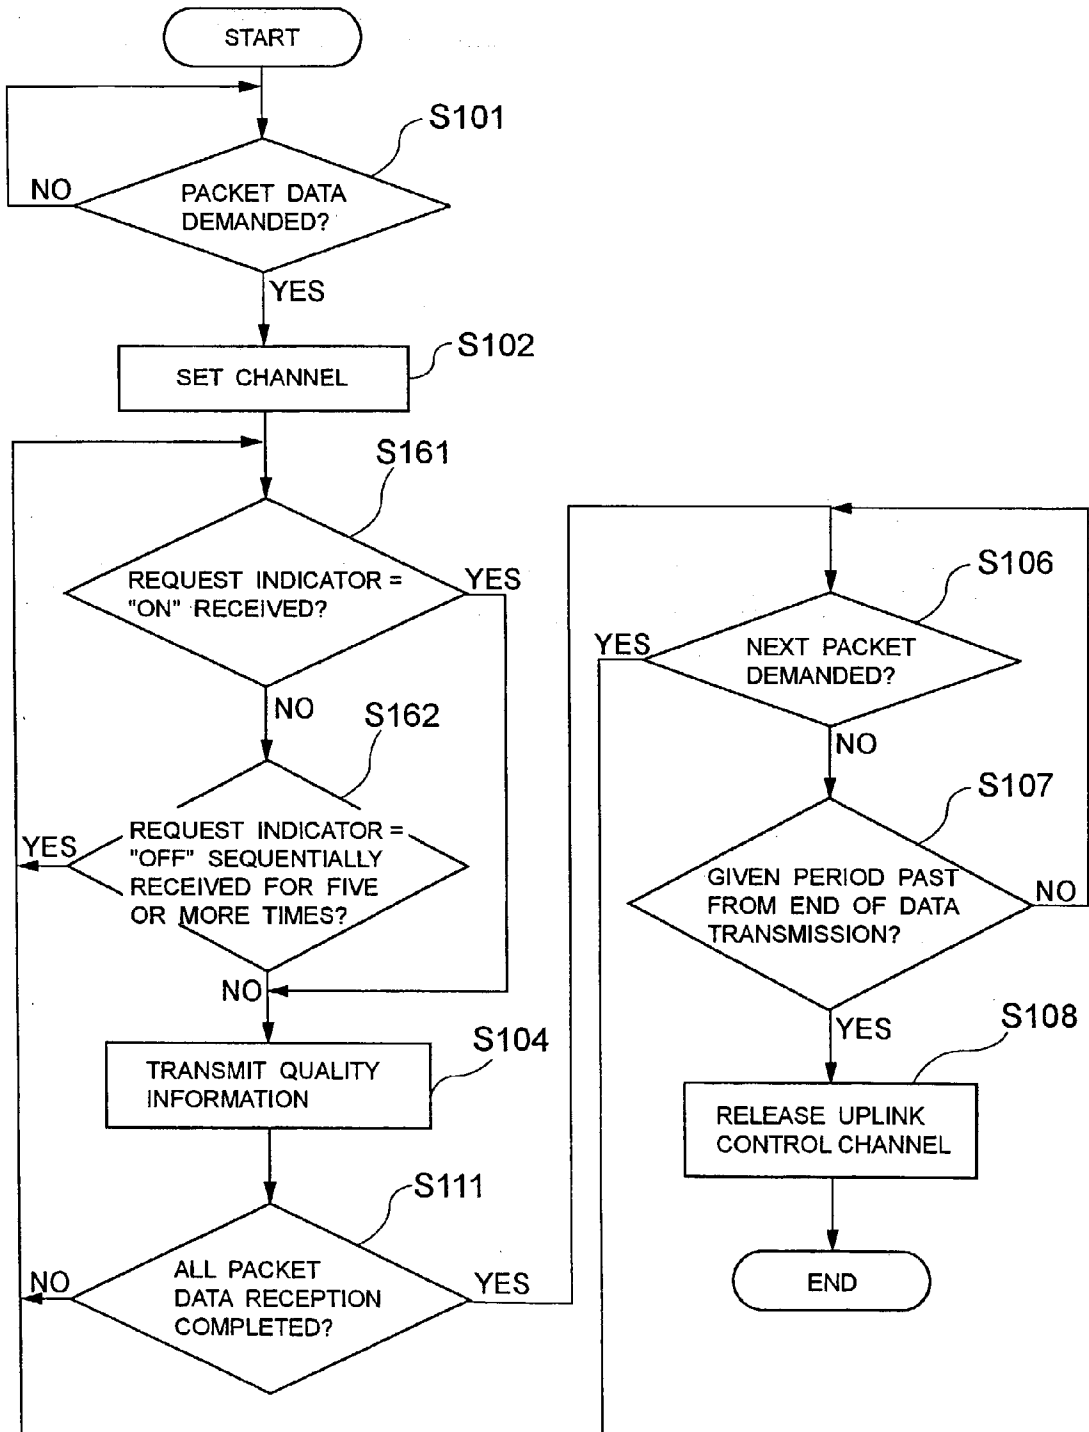 START
S101
NO
PACKET DATA
DEMANDED?
YES
S102
SET CHANNEL
S161
REQUEST INDICATOR =
"ON" RECEIVED?
YES
NO
S162
YES
REQUEST INDICATOR =
"OFF" SEQUENTIALLY
RECEIVED FOR FIVE
OR MORE TIMES?
NO
S104
TRANSMIT QUALITY
INFORMATION
S111
NO
ALL PACKET
DATA RECEPTION
COMPLETED?
YES
S106
YES
NEXT PACKET
DEMANDED?
NO
S107
GIVEN PERIOD PAST
FROM END OF DATA
TRANSMISSION?
NO
YES
S108
RELEASE UPLINK
CONTROL CHANNEL
END